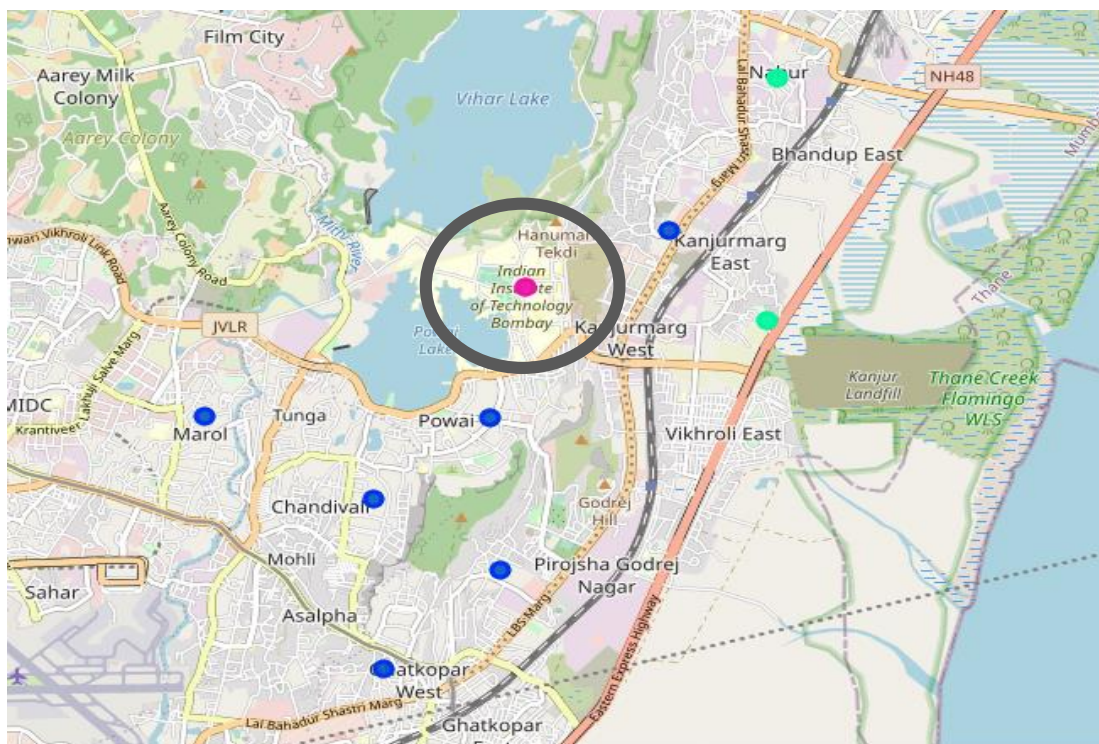 Film City
Aarey Milk
Colony
Aarey Colony
Vihar Lake
Lal Bahadur Shastri Marg
NH48
Bhandup East
Aarey Colony Road
Mithi River
Vikhroli Link Road
Hanuman
Tekdi
Indian
Institute
of Technology
Bombay
Kanjurmarg
East
Thane
JVLR
Powai
Lake
Kanjurmarg
West
Kanjur
Landfill
Thane Creek
Flamingo
WLS
MIDC
Krantiveer Lakhuji Salve Marg
Marol
Tunga
Powai
Vikhroli East
Chandivali
Godrej
Hill
Mohli
Pirojsha Godrej
Nagar
Sahar
Asalpha
LBS Marg
Eastern Express Highway
Ghatkopar
West
Lal Bahadur Shastri Marg
Ghatkopar